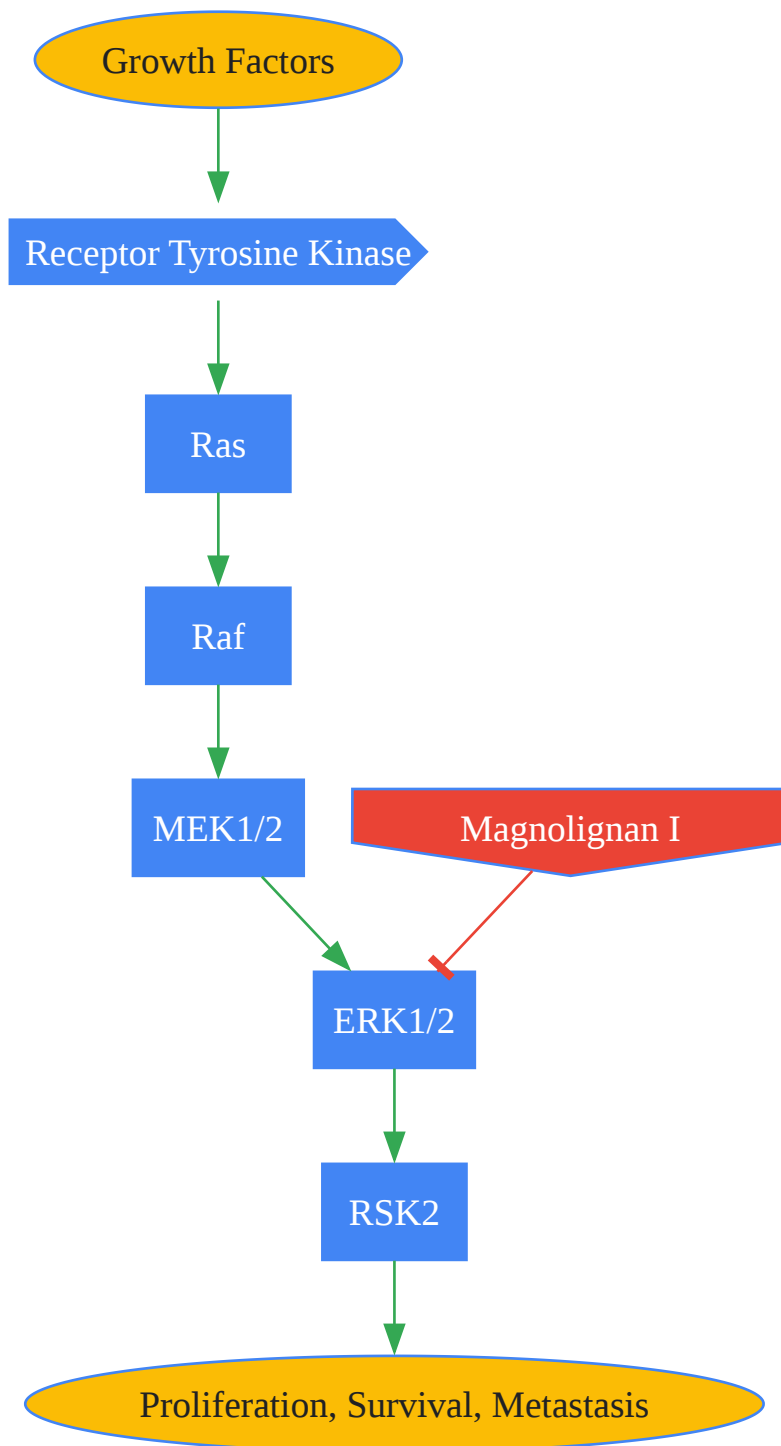 Growth Factors
Receptor Tyrosine Kinase
Ras
Raf
MEK1/2
Magnolignan I
ERK1/2
RSK2
Proliferation, Survival, Metastasis